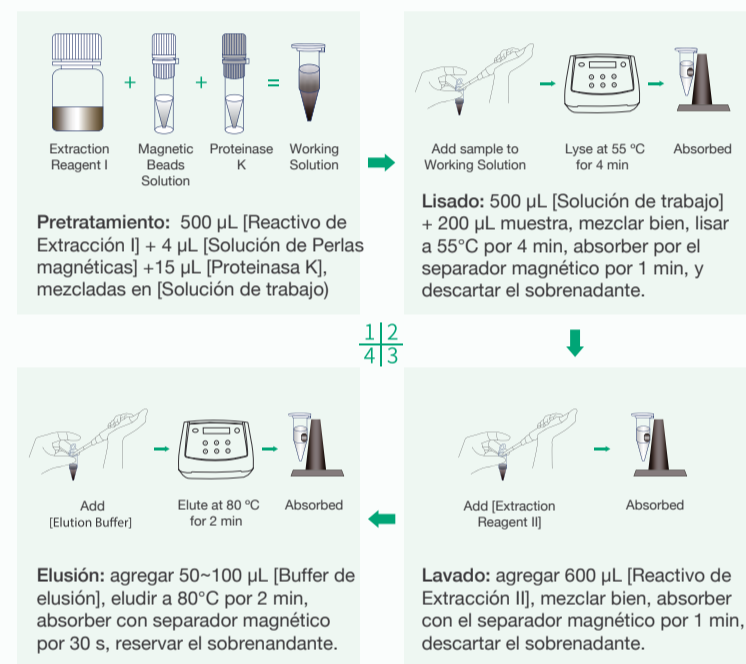 + + =
Extraction
Reagent I
Magnetic
Beads
Solution
Proteinase
K
Working
Solution
Pretratamiento: 500 µL [Reactivo de
Extracción I] + 4 µL [Solución de Perlas
magnéticas] +15 µL [Proteinasa K],
mezcladas en [Solución de trabajo)
Add sample to
Working Solution
Lyse at 55 ºC
for 4 min
Absorbed
Lisado: 500 µL [Solución de trabajo]
+ 200 µL muestra, mezclar bien, lisar
a 55°C por 4 min, absorber por el
separador magnético por 1 min, y
descartar el sobrenadante.
1 2
4 3
Add [Extraction
Reagent II]
Absorbed
Lavado: agregar 600 µL [Reactivo de
Extracción II], mezclar bien, absorber
con el separador magnético por 1 min,
descartar el sobrenadante.
Add
[Elution Buffer]
Elute at 80 ºC
for 2 min
Absorbed
Elusión: agregar 50~100 µL [Buffer de
elusión], eludir a 80°C por 2 min,
absorber con separador magnético
por 30 s, reservar el sobrenandante.